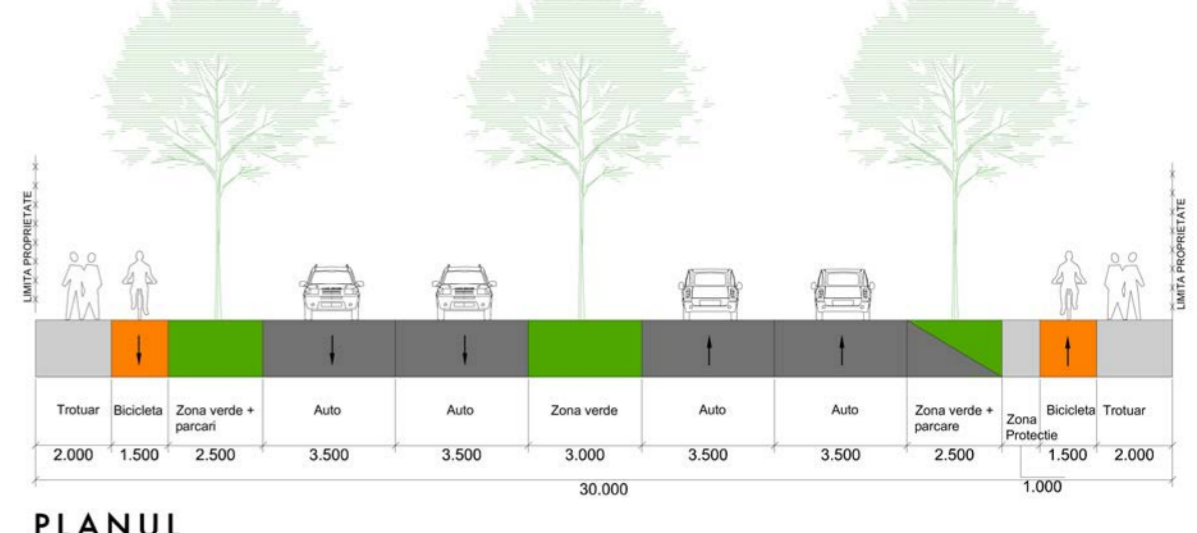 LIMITA PROPRIETATE
LIMITA PROPRIETATE
Trotuar
Bicicleta
Zona verde +
parcari
Auto
Auto
Zona verde
Auto
Auto
Zona verde +
parcare
Zona
Protectie
Bicicleta
Trotuar
2.000
1.500
2.500
3.500
3.500
3.000
3.500
3.500
2.500
1.500
2.000
30.000
1.000
PLANUL